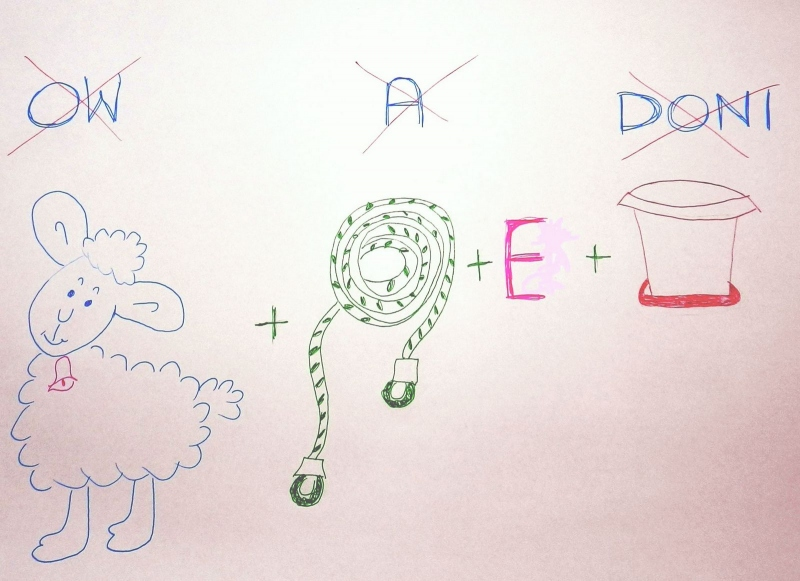 OW A DONI
+ E +
+